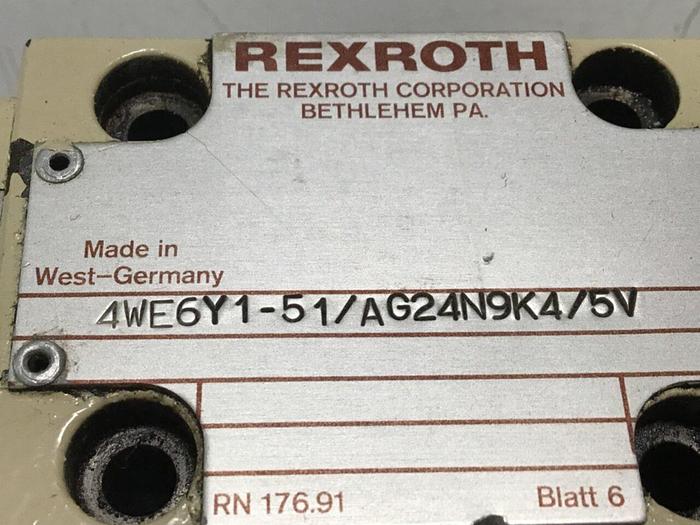 REXROTH
THE REXROTH CORPORATION
BETHLEHEM PA.
Made in
West-Germany
4WE6Y1-51/AG24N9K4/5V
RN 176.91 Blatt 6